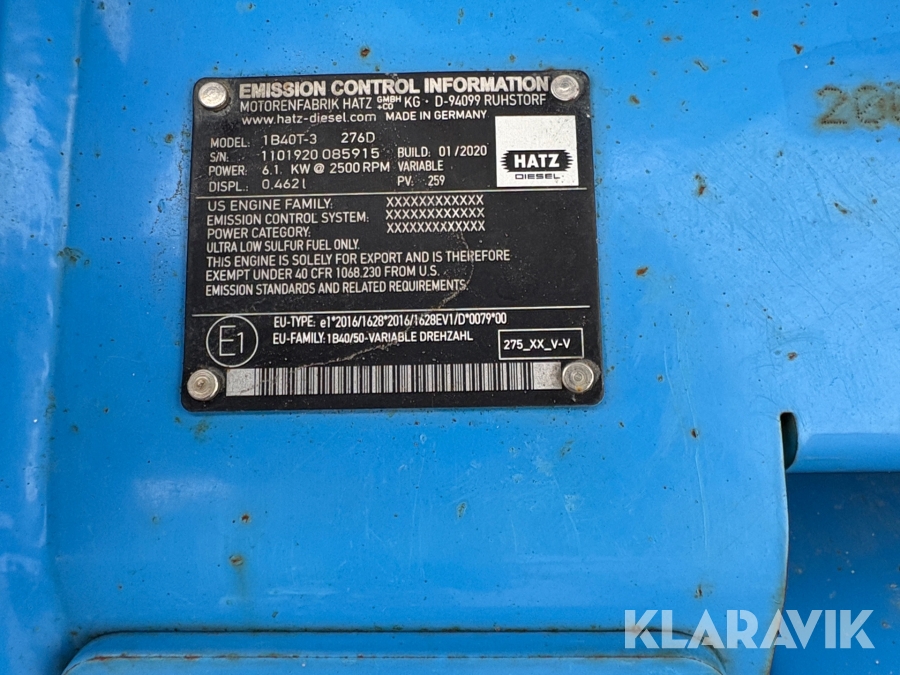 EMISSION CONTROL INFORMATION
MOTORENFABRIK HATZ GMBH +CO KG · D-94099 RUHSTORF
www.hatz-diesel.com MADE IN GERMANY
MODEL: 1B40T-3 276D
S/N: 1101920 085915 BUILD: 01/2020
POWER: 6.1 KW @ 2500 RPM VARIABLE
DISPL.: 0.462 l PV: 259
HATZ
DIESEL
US ENGINE FAMILY: XXXXXXXXXXXX
EMISSION CONTROL SYSTEM: XXXXXXXXXXXX
POWER CATEGORY: XXXXXXXXXXXX
ULTRA LOW SULFUR FUEL ONLY.
THIS ENGINE IS SOLELY FOR EXPORT AND IS THEREFORE
EXEMPT UNDER 40 CFR 1068.230 FROM U.S.
EMISSION STANDARDS AND RELATED REQUIREMENTS.
E1
EU-TYPE: e1*2016/1628*2016/1628EV1/D*0079*00
EU-FAMILY: 1B40/50-VARIABLE DREHZAHL
275_XX_V-V
KLARAVIK